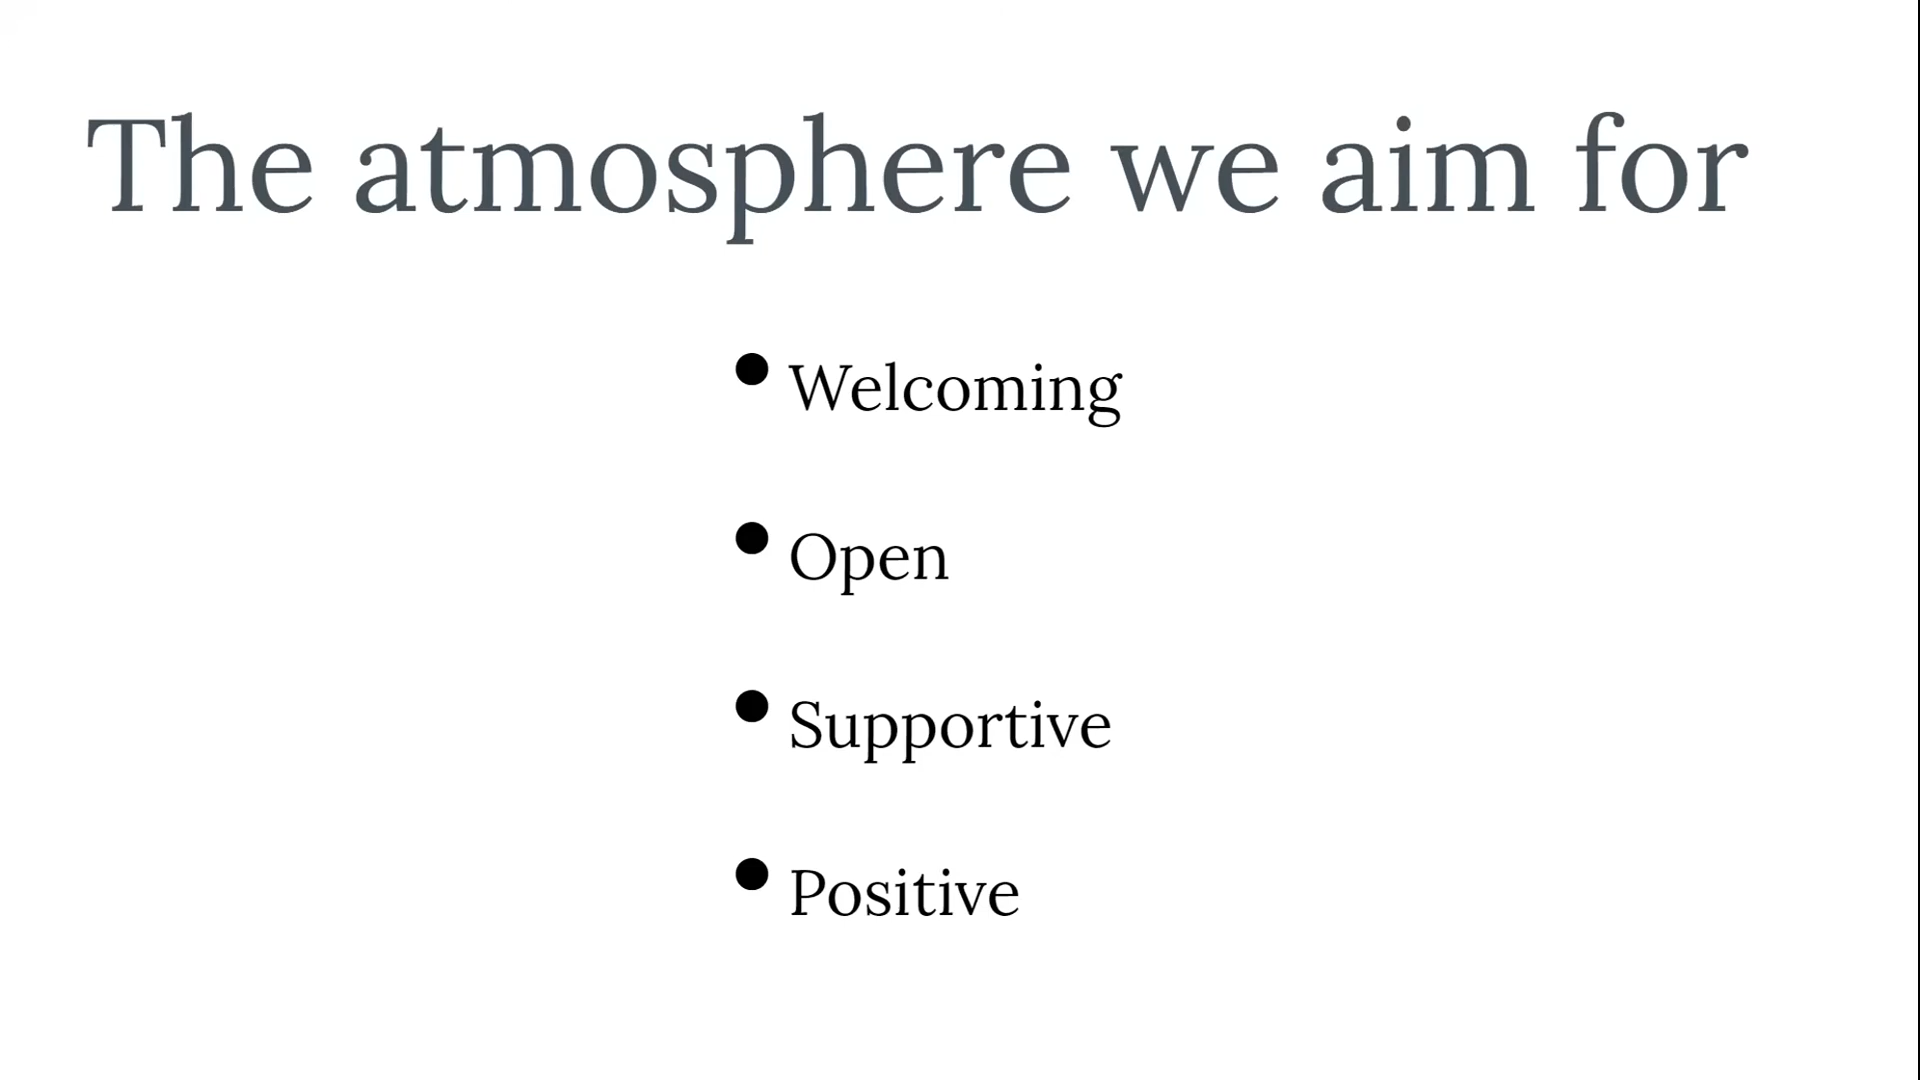 The atmosphere we aim for
• Welcoming
• Open
• Supportive
• Positive